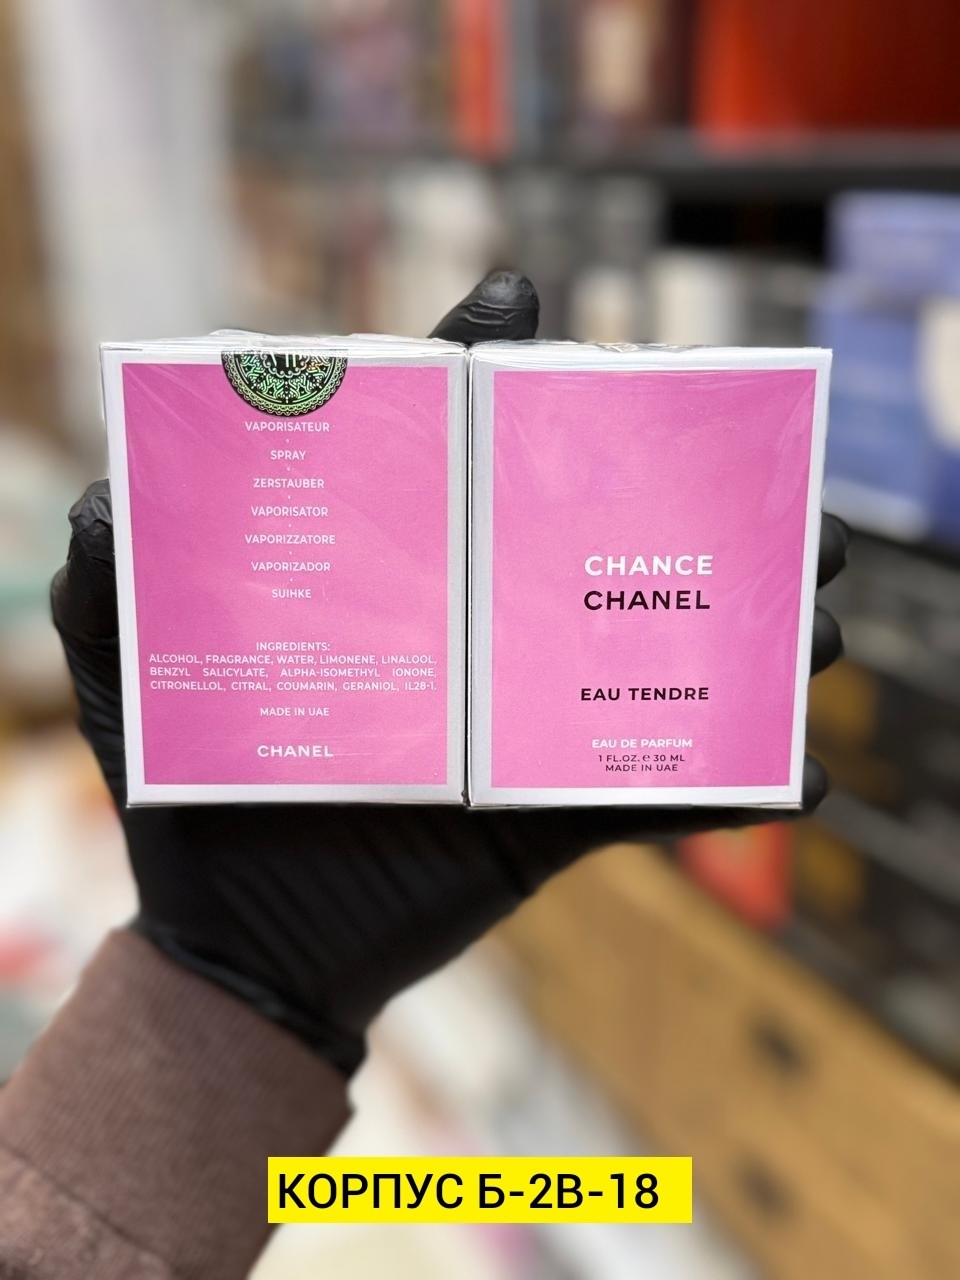 VAPORISATEUR
SPRAY
ZERSTAUBER
VAPORISATOR
VAPORIZZATORE
VAPORIZADOR
SUIHKE
INGREDIENTS:
ALCOHOL, FRAGRANCE, WATER, LIMONENE, LINALOOL,
BENZYL SALICYLATE, ALPHA-ISOMETHYL IONONE,
CITRONELLOL, CITRAL, COUMARIN, GERANIOL, IL28-1.
MADE IN UAE
CHANEL
CHANCE
CHANEL
EAU TENDRE
EAU DE PARFUM
1 FL.OZ. e 30 ML
MADE IN UAE
КОРПУС Б-2В-18